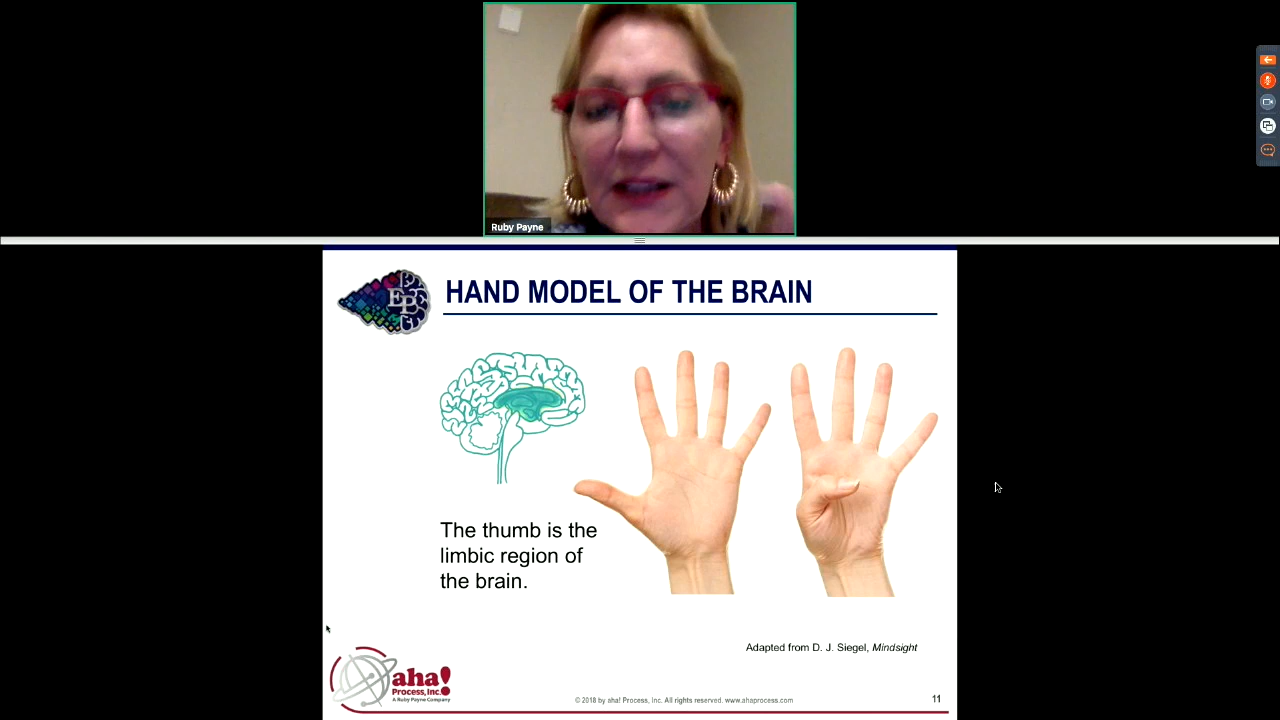 Ruby Payne
EP
HAND MODEL OF THE BRAIN
The thumb is the
limbic region of
the brain.
Adapted from D. J. Siegel, Mindsight
aha!
Process, Inc.
A Ruby Payne Company
© 2018 by aha! Process, Inc. All rights reserved. www.ahaprocess.com
11